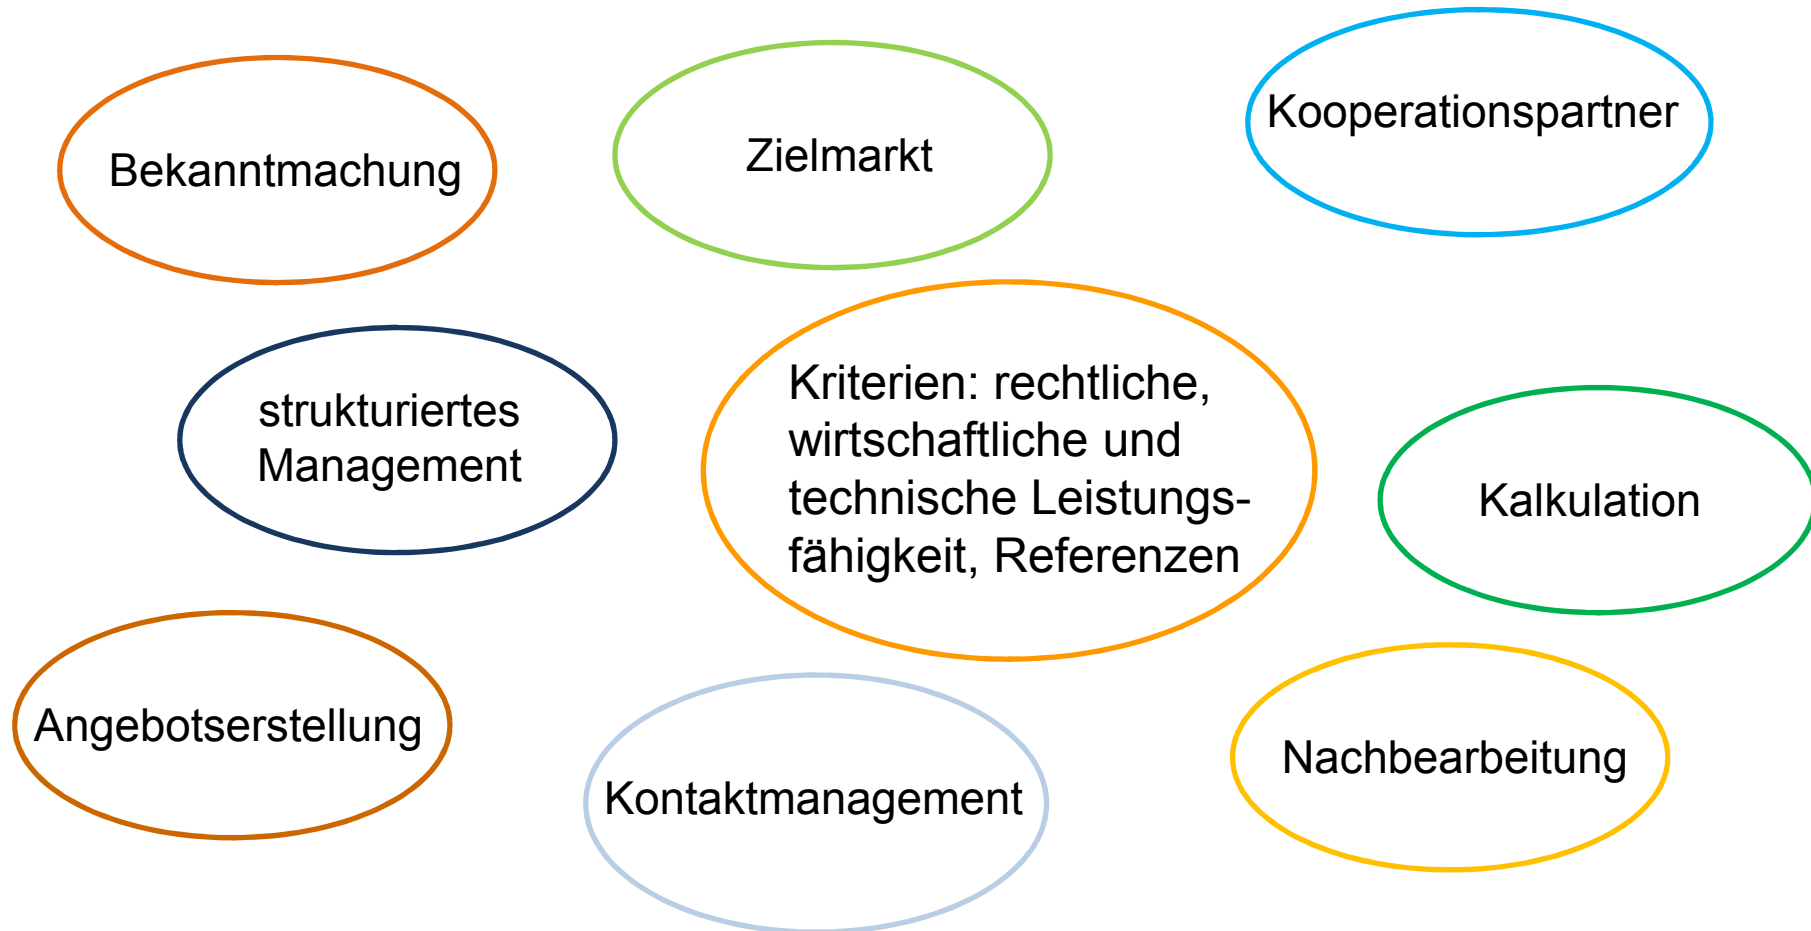 Bekanntmachung
Zielmarkt
Kooperationspartner
strukturiertes
Management
Kriterien: rechtliche,
wirtschaftliche und
technische Leistungs-
fähigkeit, Referenzen
Kalkulation
Angebotserstellung
Kontaktmanagement
Nachbearbeitung